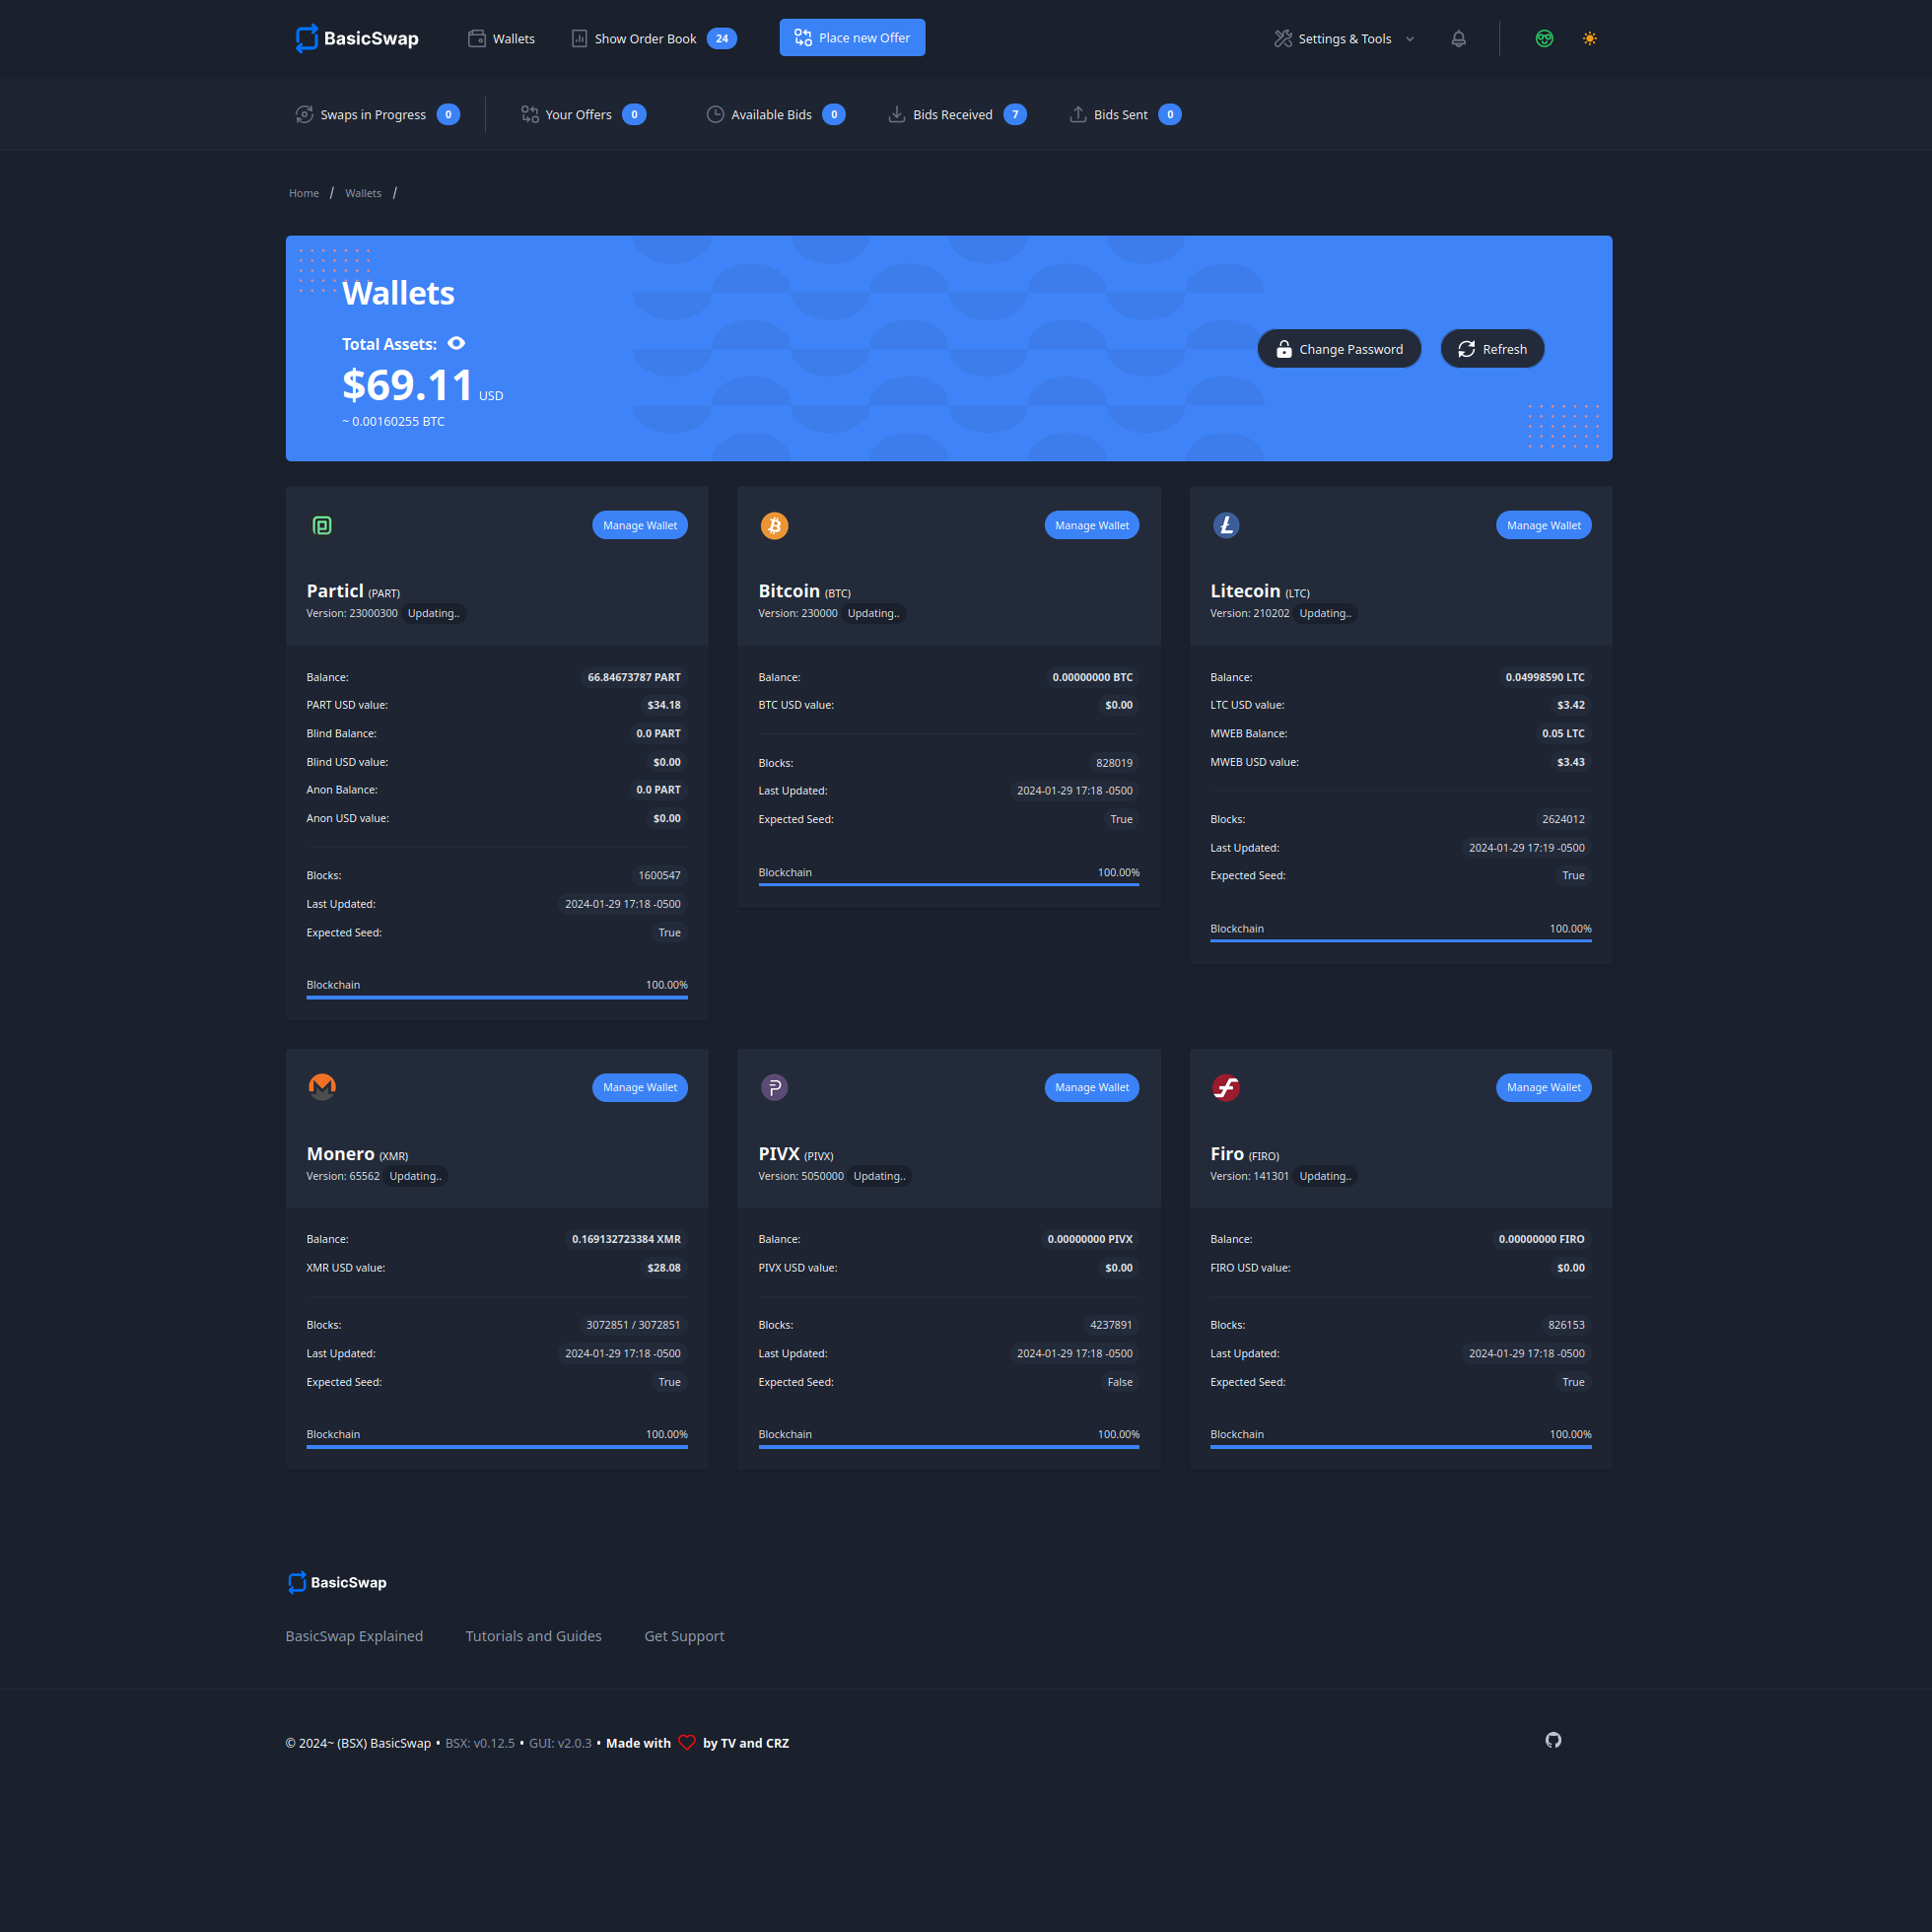 BasicSwap Wallets Show Order Book 24 Place new Offer Settings & Tools
Swaps in Progress 0 Your Offers 0 Available Bids 0 Bids Received 7 Bids Sent 0
Home / Wallets /
Wallets
Total Assets:
$69.11 USD
~ 0.00160255 BTC
Change Password Refresh
Manage Wallet
Particl (PART)
Version: 23000300 Updating..
Balance: 66.84673787 PART
PART USD value: $34.18
Blind Balance: 0.0 PART
Blind USD value: $0.00
Anon Balance: 0.0 PART
Anon USD value: $0.00
Blocks: 1600547
Last Updated: 2024-01-29 17:18 -0500
Expected Seed: True
Blockchain 100.00%
Manage Wallet
Bitcoin (BTC)
Version: 230000 Updating..
Balance: 0.00000000 BTC
BTC USD value: $0.00
Blocks: 828019
Last Updated: 2024-01-29 17:18 -0500
Expected Seed: True
Blockchain 100.00%
Manage Wallet
Litecoin (LTC)
Version: 210202 Updating..
Balance: 0.04998590 LTC
LTC USD value: $3.42
MWEB Balance: 0.05 LTC
MWEB USD value: $3.43
Blocks: 2624012
Last Updated: 2024-01-29 17:19 -0500
Expected Seed: True
Blockchain 100.00%
Manage Wallet
Monero (XMR)
Version: 65562 Updating..
Balance: 0.169132723384 XMR
XMR USD value: $28.08
Blocks: 3072851 / 3072851
Last Updated: 2024-01-29 17:18 -0500
Expected Seed: True
Blockchain 100.00%
Manage Wallet
PIVX (PIVX)
Version: 5050000 Updating..
Balance: 0.00000000 PIVX
PIVX USD value: $0.00
Blocks: 4237891
Last Updated: 2024-01-29 17:18 -0500
Expected Seed: False
Blockchain 100.00%
Manage Wallet
Firo (FIRO)
Version: 141301 Updating..
Balance: 0.00000000 FIRO
FIRO USD value: $0.00
Blocks: 826153
Last Updated: 2024-01-29 17:18 -0500
Expected Seed: True
Blockchain 100.00%
BasicSwap
BasicSwap Explained Tutorials and Guides Get Support
© 2024~ (BSX) BasicSwap • BSX: v0.12.5 • GUI: v2.0.3 • Made with by TV and CRZ